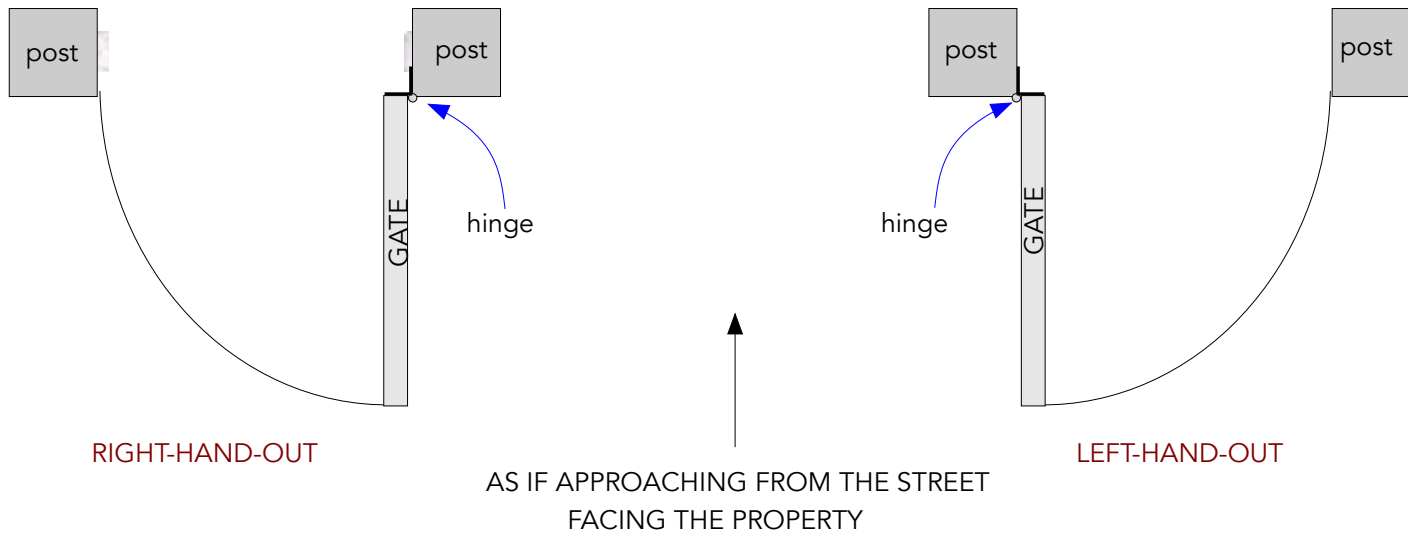 post
post
post
post
GATE
GATE
hinge
hinge
RIGHT-HAND-OUT
LEFT-HAND-OUT
AS IF APPROACHING FROM THE STREET
FACING THE PROPERTY